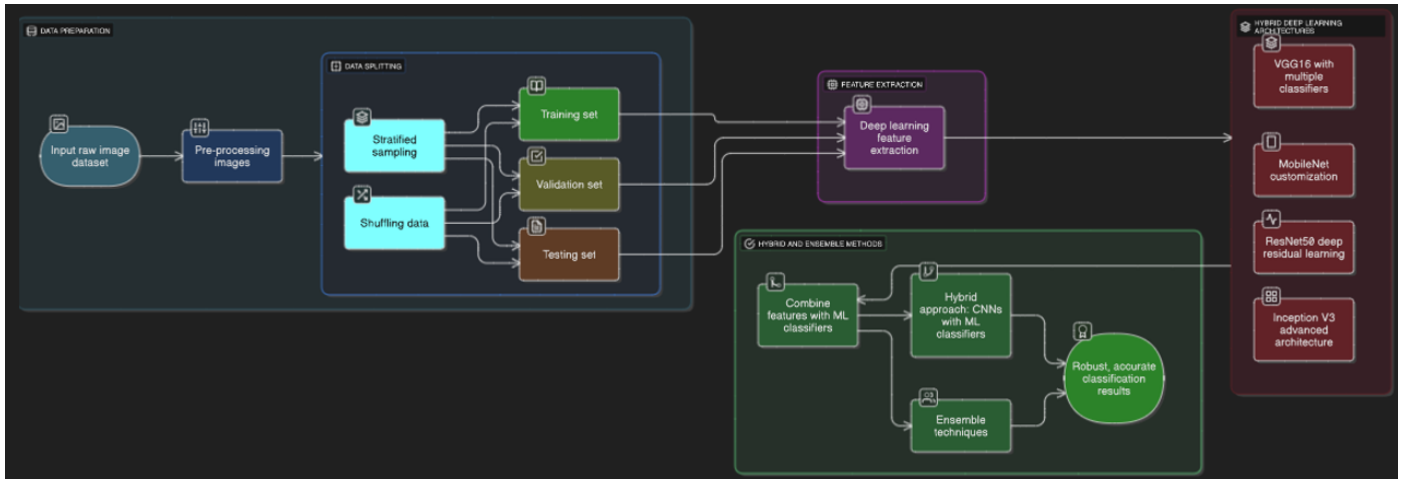 DATA PREPARATION
Input raw image
dataset
Pre-processing
images
DATA SPLITTING
Stratified
sampling
Shuffling data
Training set
Validation set
Testing set
FEATURE EXTRACTION
Deep learning
feature
extraction
HYBRID DEEP LEARNING
ARCHITECTURES
VGG16 with
multiple
classifiers
MobileNet
customization
ResNet50 deep
residual learning
Inception V3
advanced
architecture
HYBRID AND ENSEMBLE METHODS
Combine
features with ML
classifiers
Hybrid
approach: CNNs
with ML
classifiers
Ensemble
techniques
Robust, accurate
classification
results